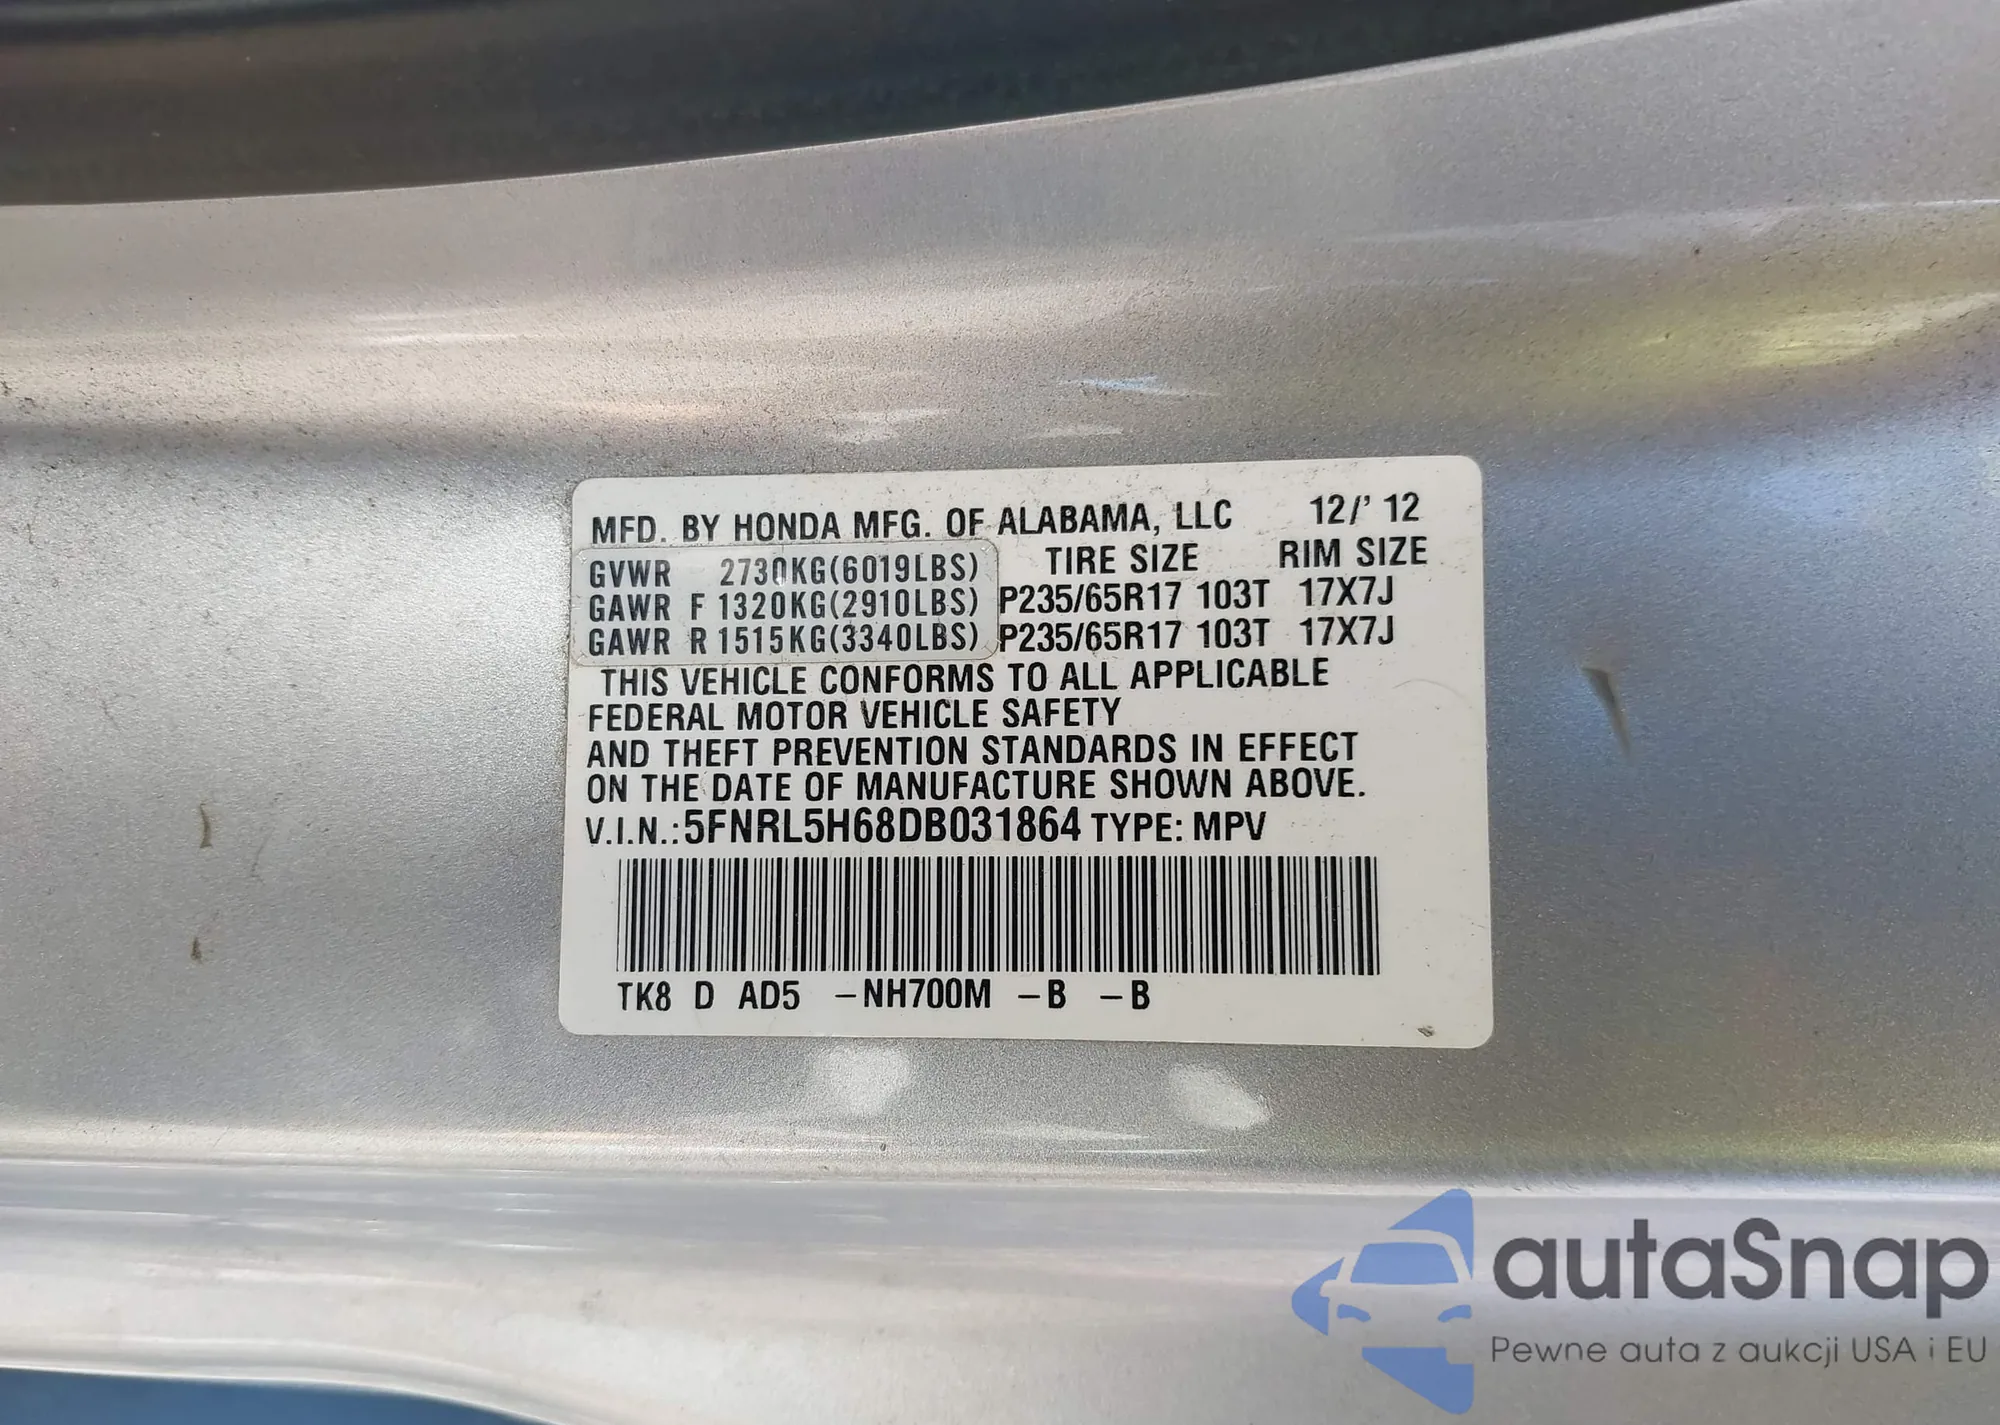 MFD. BY HONDA MFG. OF ALABAMA, LLC 12/' 12
GVWR 2730KG(6019LBS) TIRE SIZE RIM SIZE
GAWR F 1320KG(2910LBS) P235/65R17 103T 17X7J
GAWR R 1515KG(3340LBS) P235/65R17 103T 17X7J
THIS VEHICLE CONFORMS TO ALL APPLICABLE
FEDERAL MOTOR VEHICLE SAFETY
AND THEFT PREVENTION STANDARDS IN EFFECT
ON THE DATE OF MANUFACTURE SHOWN ABOVE.
V.I.N.: 5FNRL5H68DB031864 TYPE: MPV
TK8 D AD5 -NH700M -B -B
autaSnap
Pewne auta z aukcji USA i EU